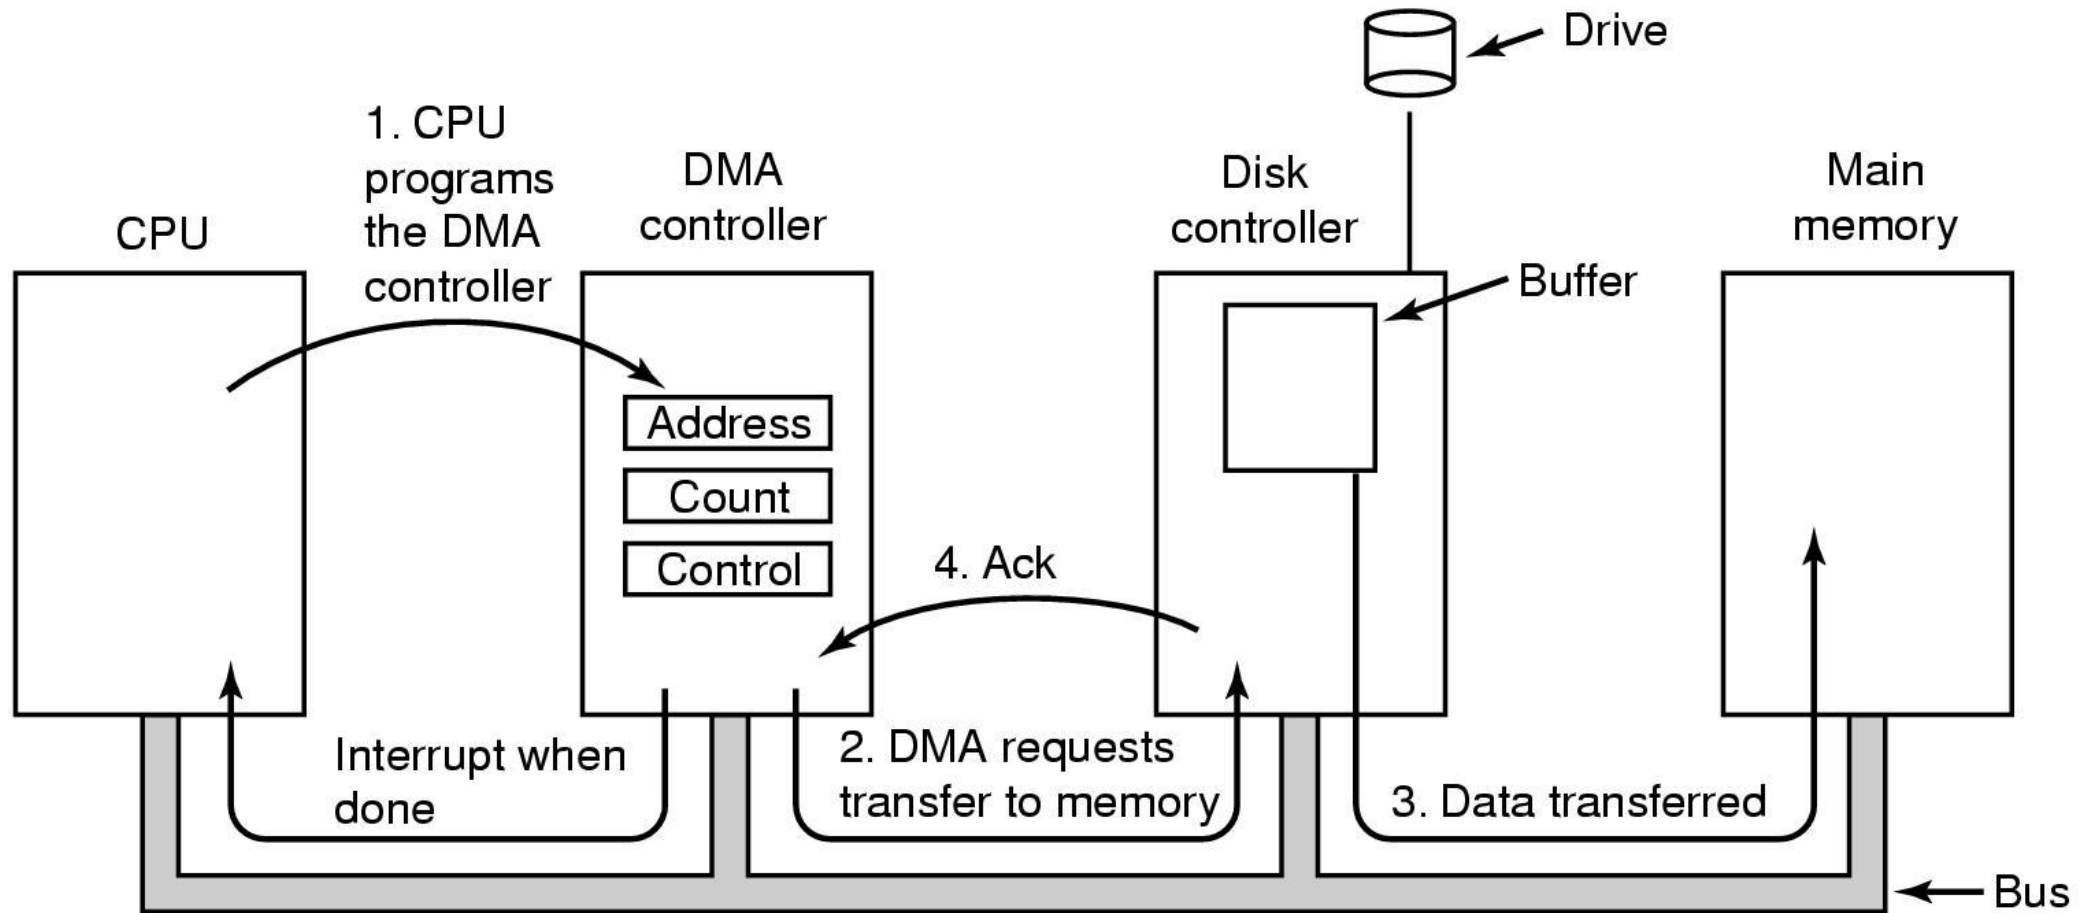 Drive
1. CPU
programs
the DMA
controller
CPU
DMA
controller
Disk
controller
Main
memory
Buffer
Address
Count
Control
4. Ack
Interrupt when
done
2. DMA requests
transfer to memory
3. Data transferred
Bus